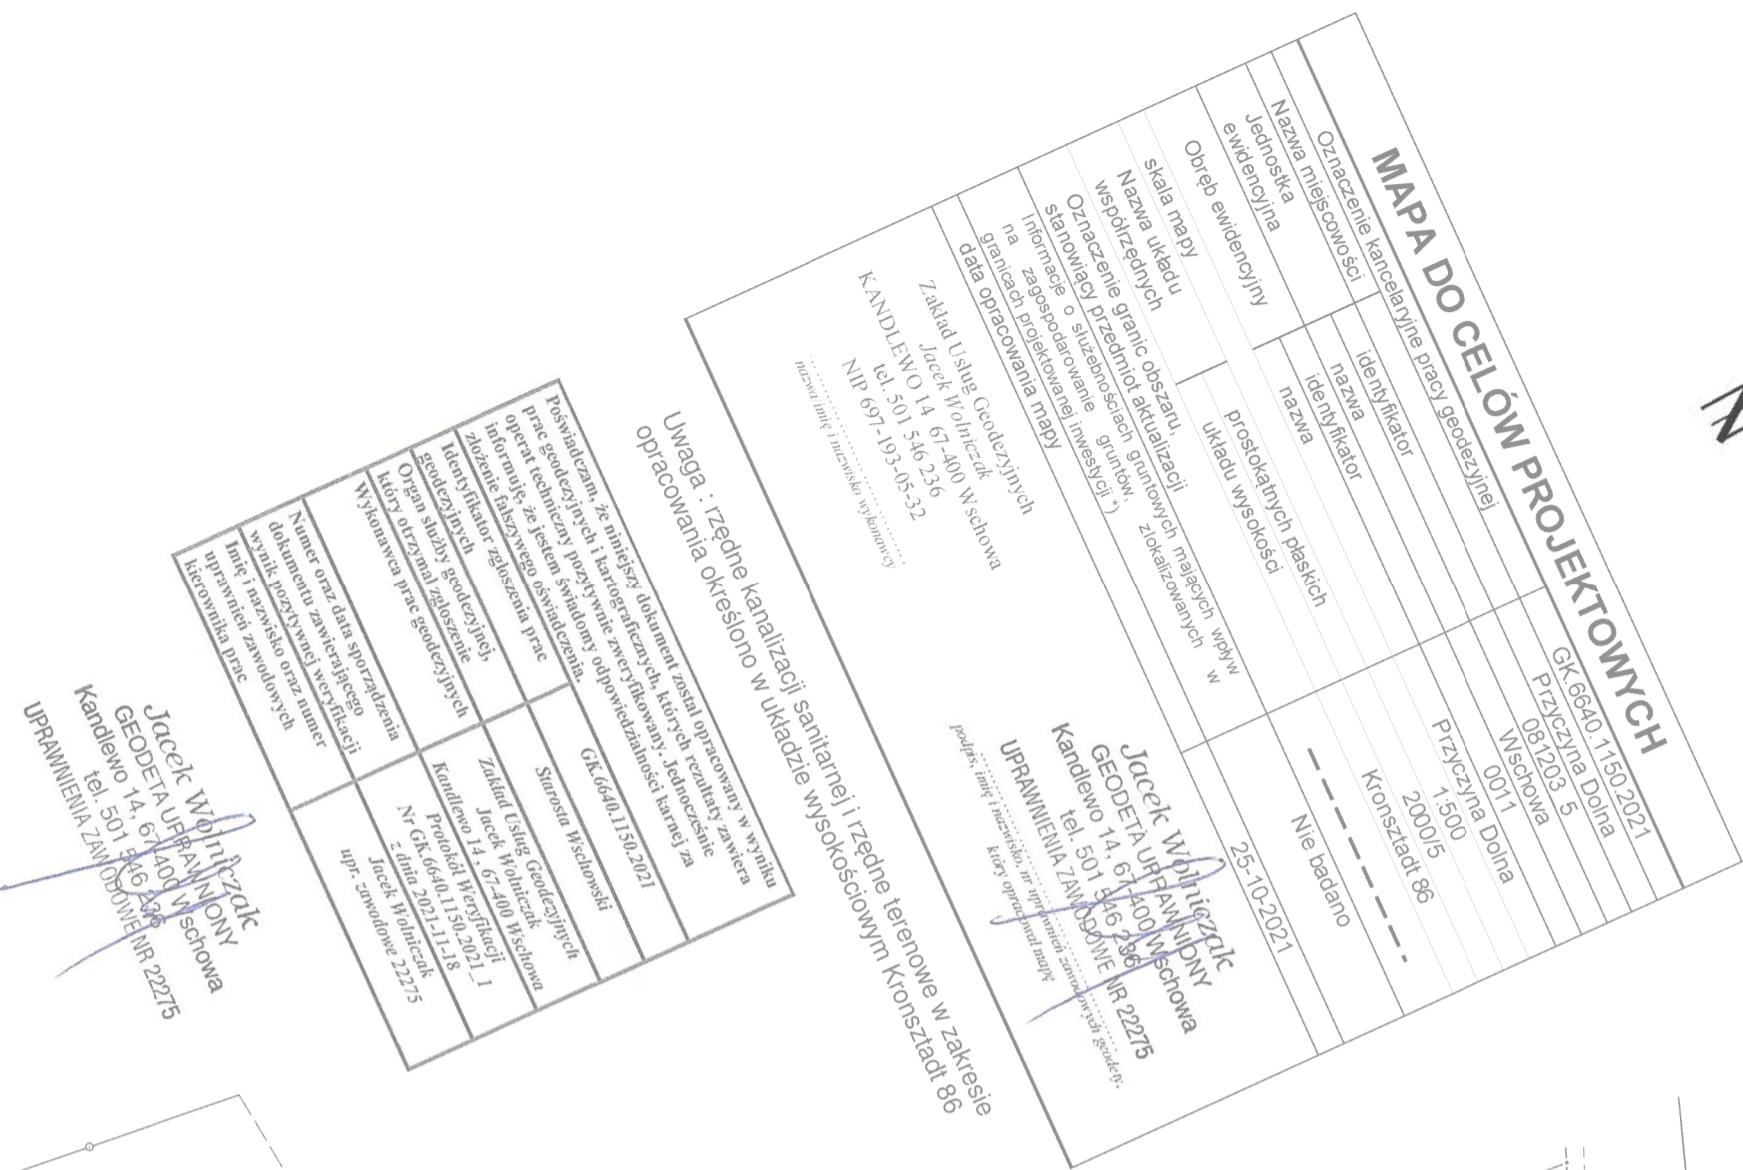 MAPA DO CELÓW PROJEKTOWYCH
Oznaczenie kancelaryjne pracy geodezyjnej GK.6640.1150.2021
Nazwa miejscowości Przyczyna Dolna
Jednostka
ewidencyjna
identyfikator 081203_5
nazwa Wschowa
Obręb ewidencyjny
identyfikator 0011
nazwa Przyczyna Dolna
skala mapy 1:500
Nazwa układu
współrzędnych
prostokątnych płaskich 2000/5
układu wysokości Kronsztadt 86
Oznaczenie granic obszaru
stanowiący przedmiot aktualizacji
Informacje o służebnościach gruntowych mających wpływ
na zagospodarowanie gruntów, zlokalizowanych w
granicach projektowanej inwestycji *)
Nie badano
data opracowania mapy 25-10-2021
Zakład Usług Geodezyjnych
Jacek Wolniczak
KANDLEWO 14 67-400 Wschowa
tel. 501 546 236
NIP 697-193-05-32
nazwa/imię i nazwisko wykonawcy
Jacek Wolniczak
GEODETA UPRAWNIONY
Kandlewo 14, 67-400 Wschowa
tel. 501 546 236
UPRAWNIENIA ZAWODOWE NR 22275
podpis, imię i nazwisko, nr uprawnień zawodowych geodety,
który opracował mapę
Uwaga : rzędne kanalizacji sanitarnej i rzędne terenowe w zakresie
opracowania określono w układzie wysokościowym Kronsztadt 86
Poświadczam, że niniejszy dokument został opracowany w wyniku
prac geodezyjnych i kartograficznych, których rezultaty zawiera
operat techniczny pozytywnie zweryfikowany. Jednocześnie
informuję, że jestem świadomy odpowiedzialności karnej za
złożenie fałszywego oświadczenia.
Identyfikator zgłoszenia prac
geodezyjnych
GK.6640.1150.2021
Organ służby geodezyjnej,
który otrzymał zgłoszenie
Starosta Wschowski
Wykonawca prac geodezyjnych
Zakład Usług Geodezyjnych
Jacek Wolniczak
Kandlewo 14, 67-400 Wschowa
Numer oraz data sporządzenia
dokumentu zawierającego
wynik pozytywnej weryfikacji
Protokół Weryfikacji
Nr GK.6640.1150.2021_1
z dnia 2021-11-18
Imię i nazwisko oraz numer
uprawnień zawodowych
kierownika prac
Jacek Wolniczak
upr. zawodowe 22275
Jacek Wolniczak
GEODETA UPRAWNIONY
Kandlewo 14, 67-400 Wschowa
tel. 501 546 236
UPRAWNIENIA ZAWODOWE NR 22275
N